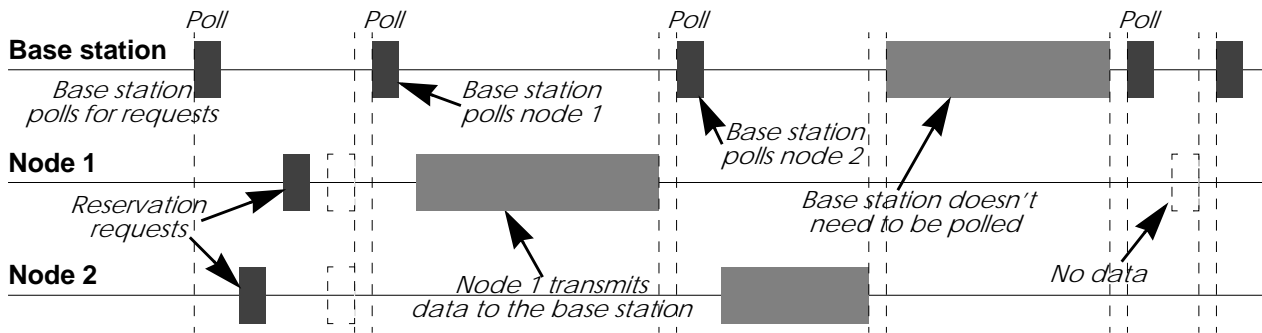 Poll
Poll
Poll
Poll
Base station
Base station
polls for requests
Base station
polls node 1
Base station
polls node 2
Node 1
Reservation
requests
Base station doesn't
need to be polled
Node 2
Node 1 transmits
data to the base station
No data